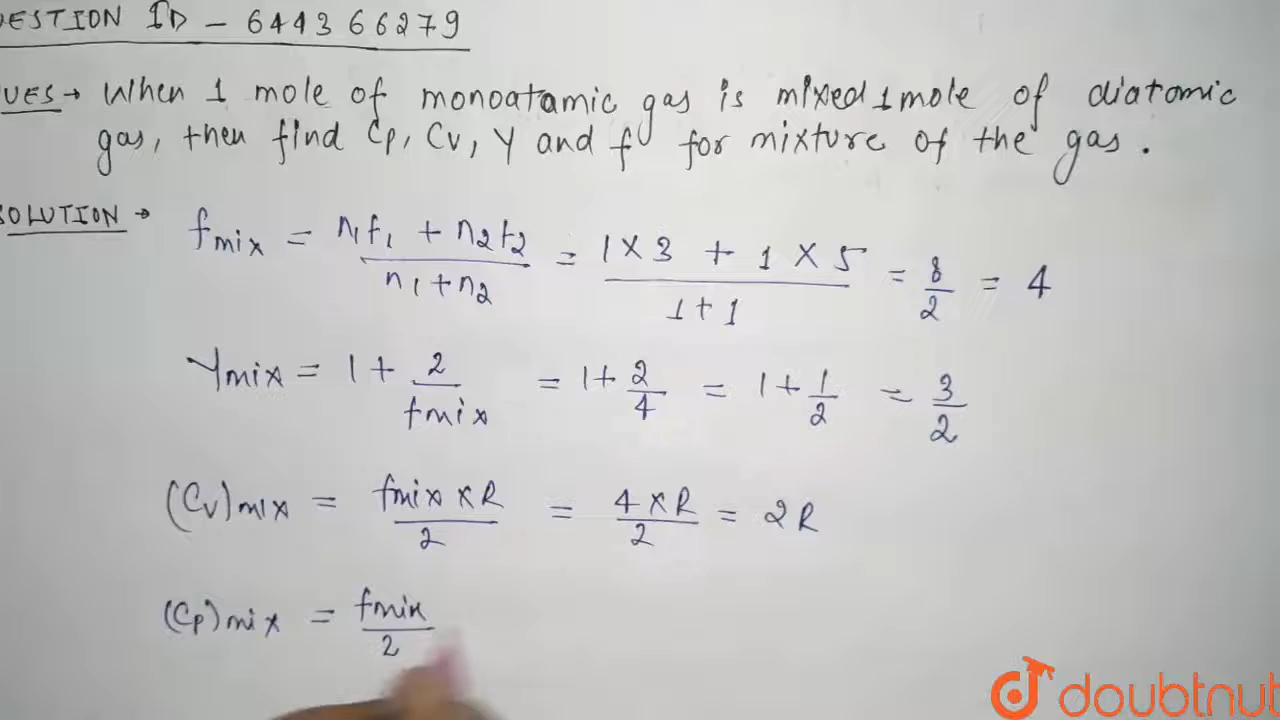 UESTION ID - 644366279
UES → When 1 mole of monoatamic gas is mixed 1 mole of diatomic
gas, then find Cp, Cv, γ and f for mixture of the gas.
SOLUTION → fmix = n1f1 + n2f2 / n1 + n2 = 1 × 3 + 1 × 5 / 1 + 1 = 8/2 = 4
γmix = 1 + 2/fmix = 1 + 2/4 = 1 + 1/2 = 3/2
(Cv)mix = fmix × R / 2 = 4 × R / 2 = 2R
(Cp)mix = fmix / 2
doubtnut